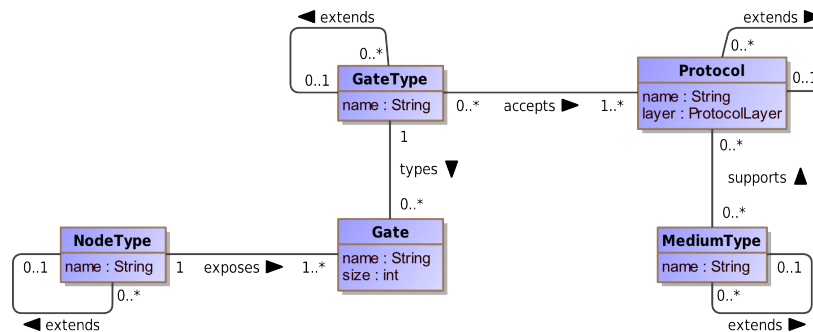 extends
extends
0..*
0..*
0..1
GateType
name : String
0..*
accepts
1..*
Protocol
name : String
layer : ProtocolLayer
0..1
1
types
0..*
0..*
supports
0..*
NodeType
name : String
0..1
0..*
extends
1
exposes
1..*
Gate
name : String
size : int
MediumType
name : String
0..1
0..*
extends